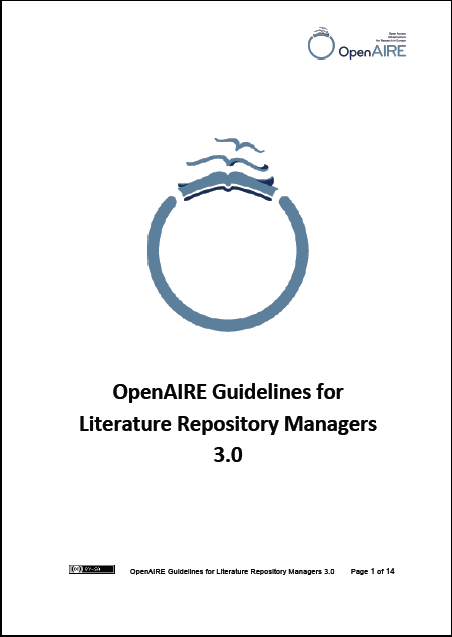 Open Access
Infrastructure
for Research in Europe
OpenAIRE
OpenAIRE Guidelines for
Literature Repository Managers
3.0
(cc) BY-SA
OpenAIRE Guidelines for Literature Repository Managers 3.0 Page 1 of 14